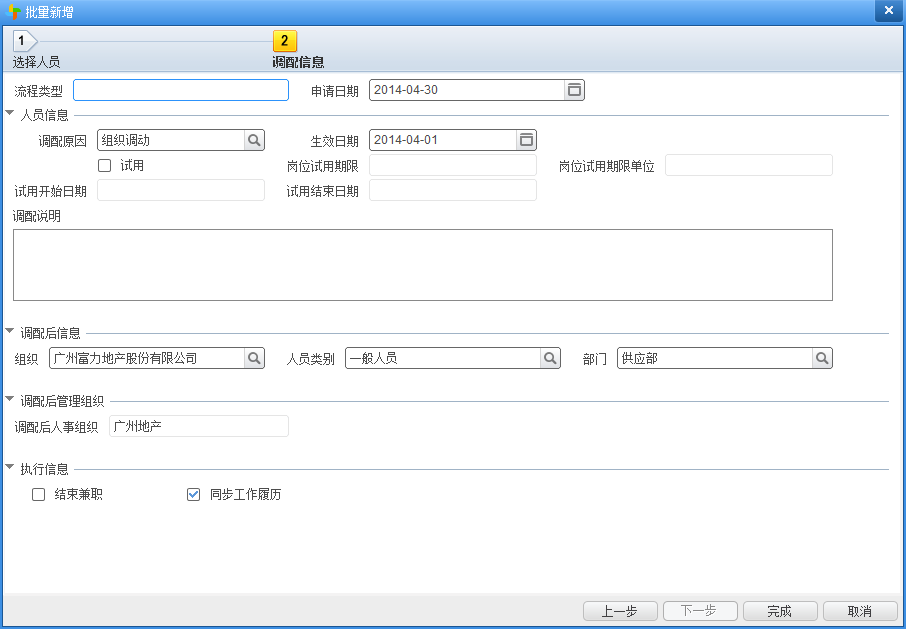 批量新增
1 2
选择人员 调配信息
流程类型 申请日期 2014-04-30
人员信息
调配原因 组织调动 生效日期 2014-04-01
试用 岗位试用期限 岗位试用期限单位
试用开始日期 试用结束日期
调配说明
调配后信息
组织 广州富力地产股份有限公司 人员类别 一般人员 部门 供应部
调配后管理组织
调配后人事组织 广州地产
执行信息
结束兼职 同步工作履历
上一步 下一步 完成 取消